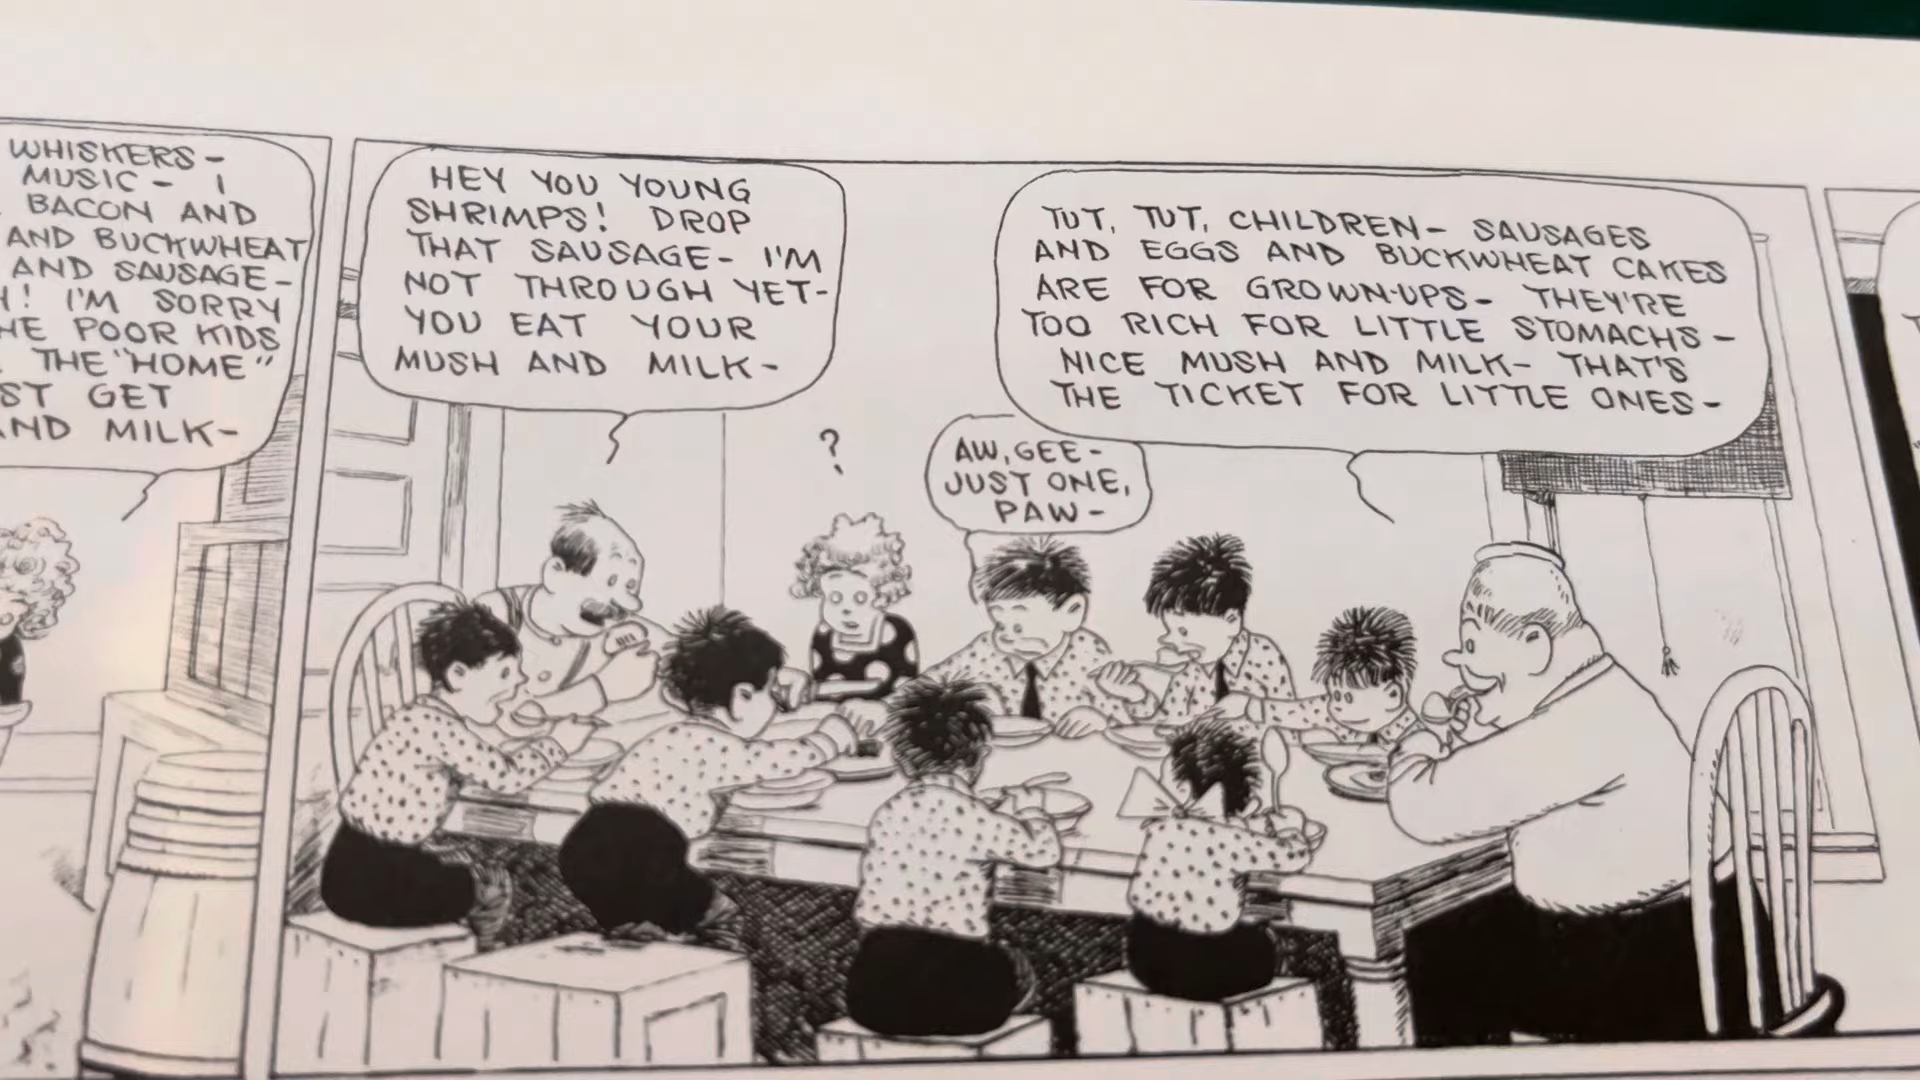 WHISKERS-
MUSIC- I
BACON AND
AND BUCKWHEAT
AND SAUSAGE-
! I'M SORRY
POOR KIDS
THE "HOME"
GET
AND MILK-
HEY YOU YOUNG
SHRIMPS! DROP
THAT SAUSAGE- I'M
NOT THROUGH YET-
YOU EAT YOUR
MUSH AND MILK-
?
AW, GEE-
JUST ONE,
PAW-
TUT, TUT, CHILDREN- SAUSAGES
AND EGGS AND BUCKWHEAT CAKES
ARE FOR GROWN-UPS- THEY'RE
TOO RICH FOR LITTLE STOMACHS-
NICE MUSH AND MILK- THAT'S
THE TICKET FOR LITTLE ONES-